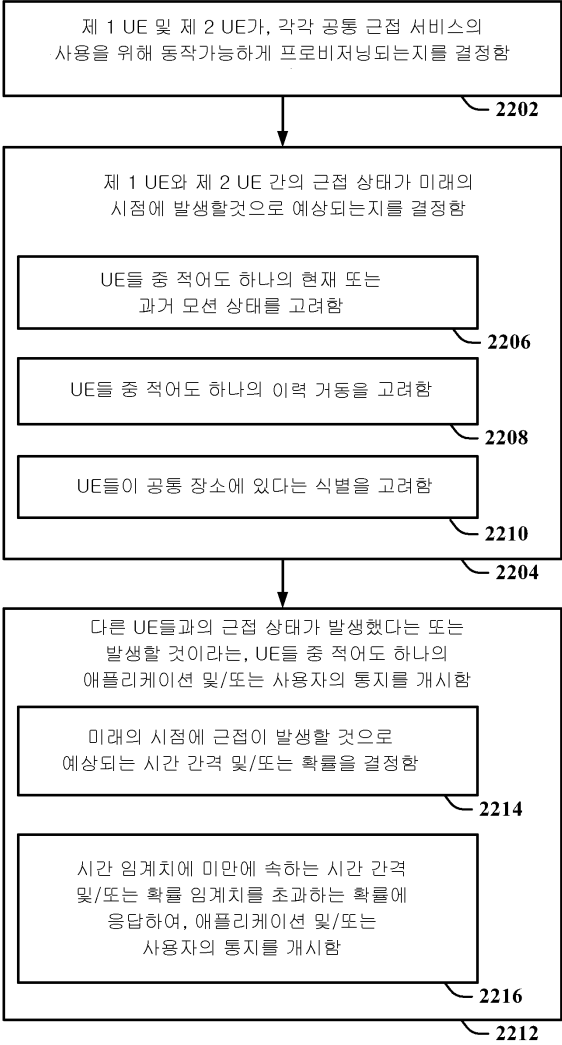 제 1 UE 및 제 2 UE가, 각각 공통 근접 서비스의
사용을 위해 동작가능하게 프로비저닝되는지를 결정함
2202
제 1 UE와 제 2 UE 간의 근접 상태가 미래의
시점에 발생할것으로 예상되는지를 결정함
UE들 중 적어도 하나의 현재 또는
과거 모션 상태를 고려함
2206
UE들 중 적어도 하나의 이력 거동을 고려함
2208
UE들이 공통 장소에 있다는 식별을 고려함
2210
2204
다른 UE들과의 근접 상태가 발생했다는 또는
발생할 것이라는, UE들 중 적어도 하나의
애플리케이션 및/또는 사용자의 통지를 개시함
미래의 시점에 근접이 발생할 것으로
예상되는 시간 간격 및/또는 확률을 결정함
2214
시간 임계치에 미만에 속하는 시간 간격
및/또는 확률 임계치를 초과하는 확률에
응답하여, 애플리케이션 및/또는
사용자의 통지를 개시함
2216
2212